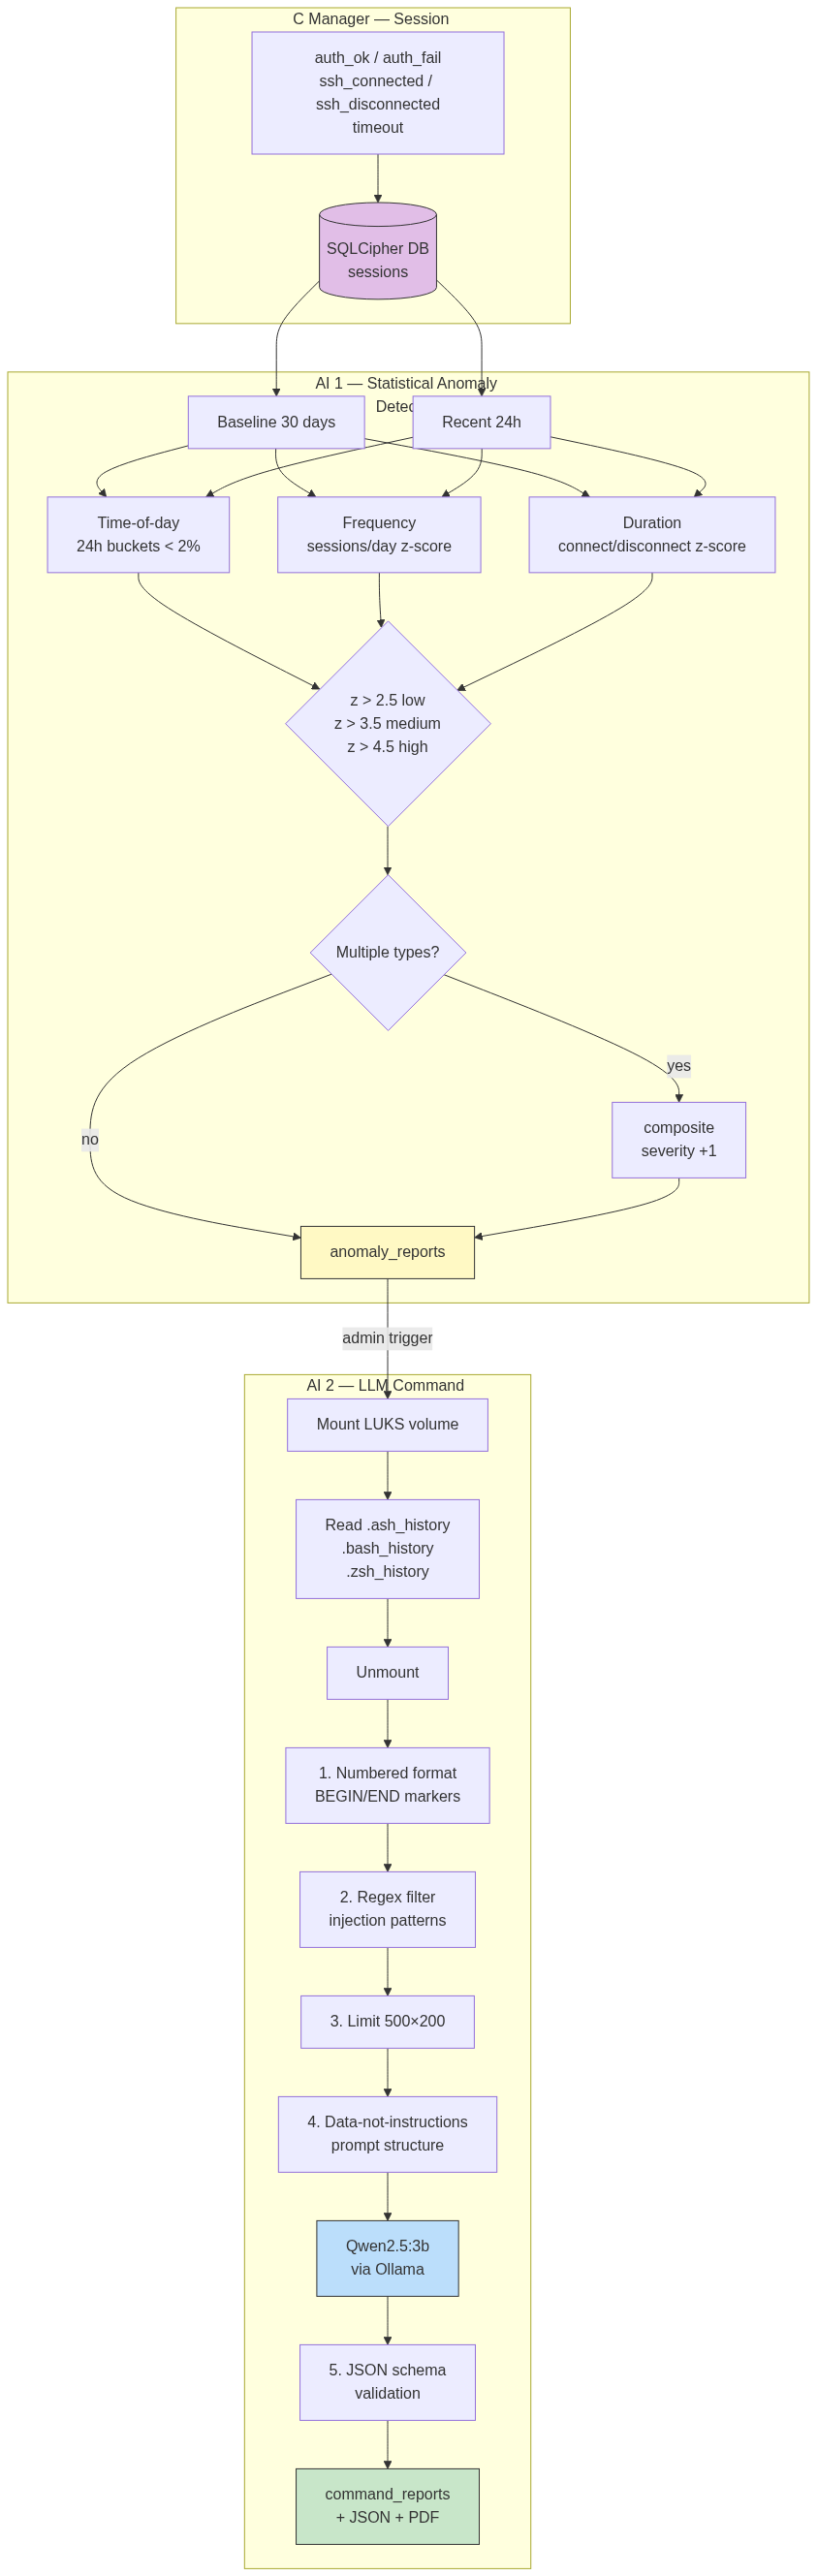 C Manager — Session
auth_ok / auth_fail
ssh_connected /
ssh_disconnected
timeout
SQLCipher DB
sessions
AI 1 — Statistical Anomaly
Detec
Baseline 30 days
Recent 24h
Time-of-day
24h buckets < 2%
Frequency
sessions/day z-score
Duration
connect/disconnect z-score
z > 2.5 low
z > 3.5 medium
z > 4.5 high
Multiple types?
yes
composite
severity +1
no
anomaly_reports
admin trigger
AI 2 — LLM Command
Mount LUKS volume
Read .ash_history
.bash_history
.zsh_history
Unmount
1. Numbered format
BEGIN/END markers
2. Regex filter
injection patterns
3. Limit 500×200
4. Data-not-instructions
prompt structure
Qwen2.5:3b
via Ollama
5. JSON schema
validation
command_reports
+ JSON + PDF